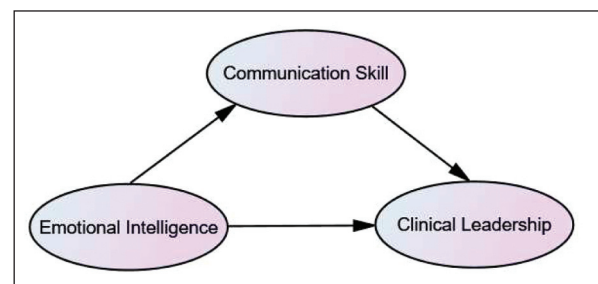 Communication Skill
Emotional Intelligence
Clinical Leadership